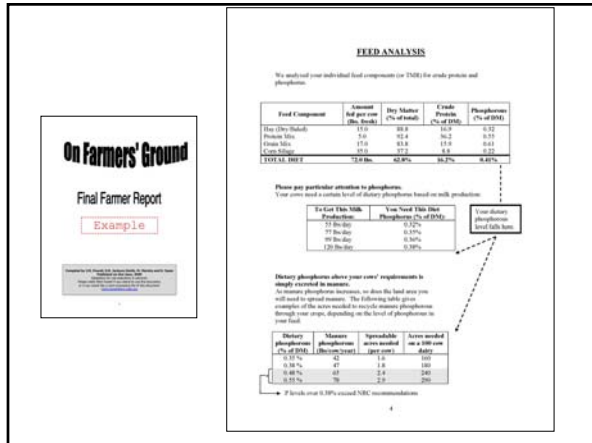 On Farmers' Ground
Final Farmer Report
Example
FEED ANALYSIS
We analyzed your individual feed components (or TMR) for crude protein and
phosphorus.
Feed Component Amount fed per cow (lbs. fresh) Dry Matter (% of total) Crude Protein (% of DM) Phosphorous (% of DM)
Hay (Dry/Baled) 15.0 88.8 16.9 0.32
Protein Mix 5.0 92.4 36.2 0.55
Grain Mix 17.0 83.8 15.9 0.61
Corn Silage 35.0 37.2 8.8 0.22
TOTAL DIET 72.0 lbs. 62.0% 16.2% 0.41%
Please pay particular attention to phosphorus.
Your cows need a certain level of dietary phosphorus based on milk production:
To Get This Milk Production: You Need This Diet Phosphorus (% of DM):
55 lbs/day 0.32%
77 lbs/day 0.35%
99 lbs/day 0.36%
120 lbs/day 0.38%
Your dietary
phosphorous
level falls here.
Dietary phosphorus above your cows' requirements is
simply excreted in manure.
As manure phosphorus increases, so does the land area you
will need to spread manure. The following table gives
examples of the acres needed to recycle manure phosphorus
through your crops, depending on the level of phosphorus in
your feed.
Dietary phosphorous (% of DM) Manure phosphorous (lbs/cow/year) Spreadable acres needed (per cow) Acres needed on a 100 cow dairy
0.35 % 42 1.6 160
0.38 % 47 1.8 180
0.48 % 65 2.4 240
0.55 % 78 2.9 290
P levels over 0.38% exceed NRC recommendations
4